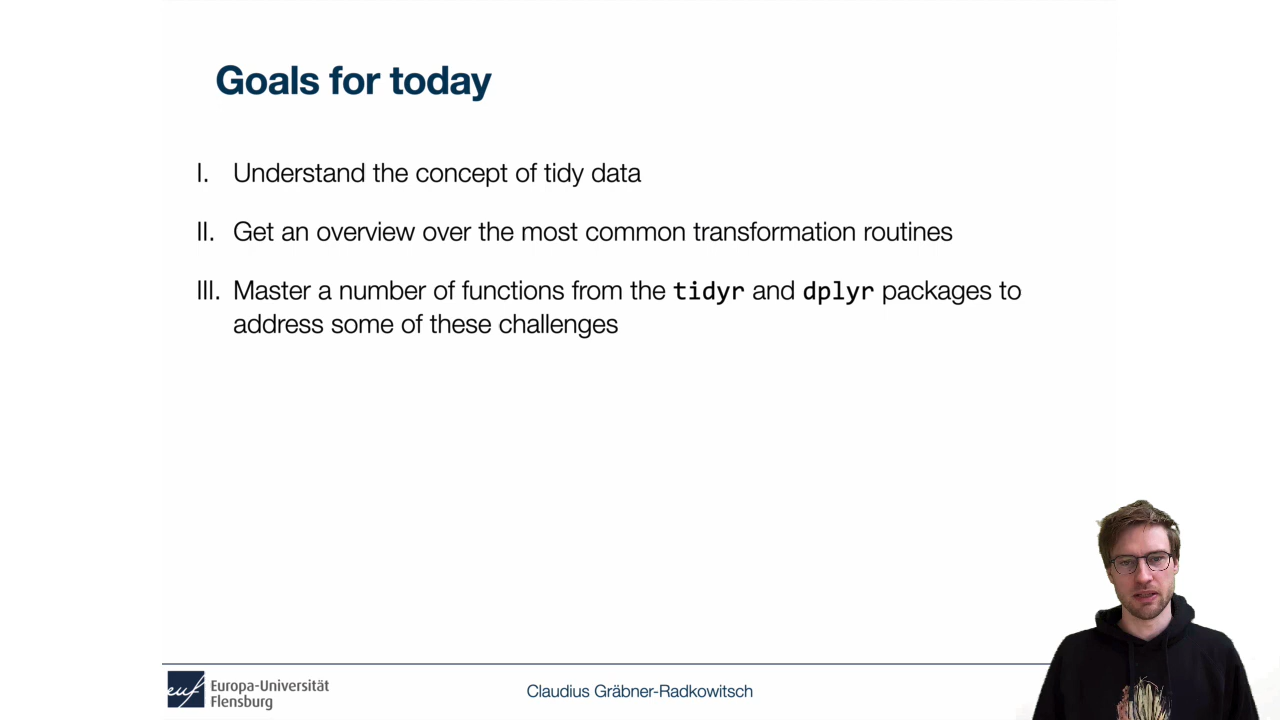 Goals for today
I. Understand the concept of tidy data
II. Get an overview over the most common transformation routines
III. Master a number of functions from the tidyr and dplyr packages to
address some of these challenges
euf
Europa-Universität
Flensburg
Claudius Gräbner-Radkowitsch